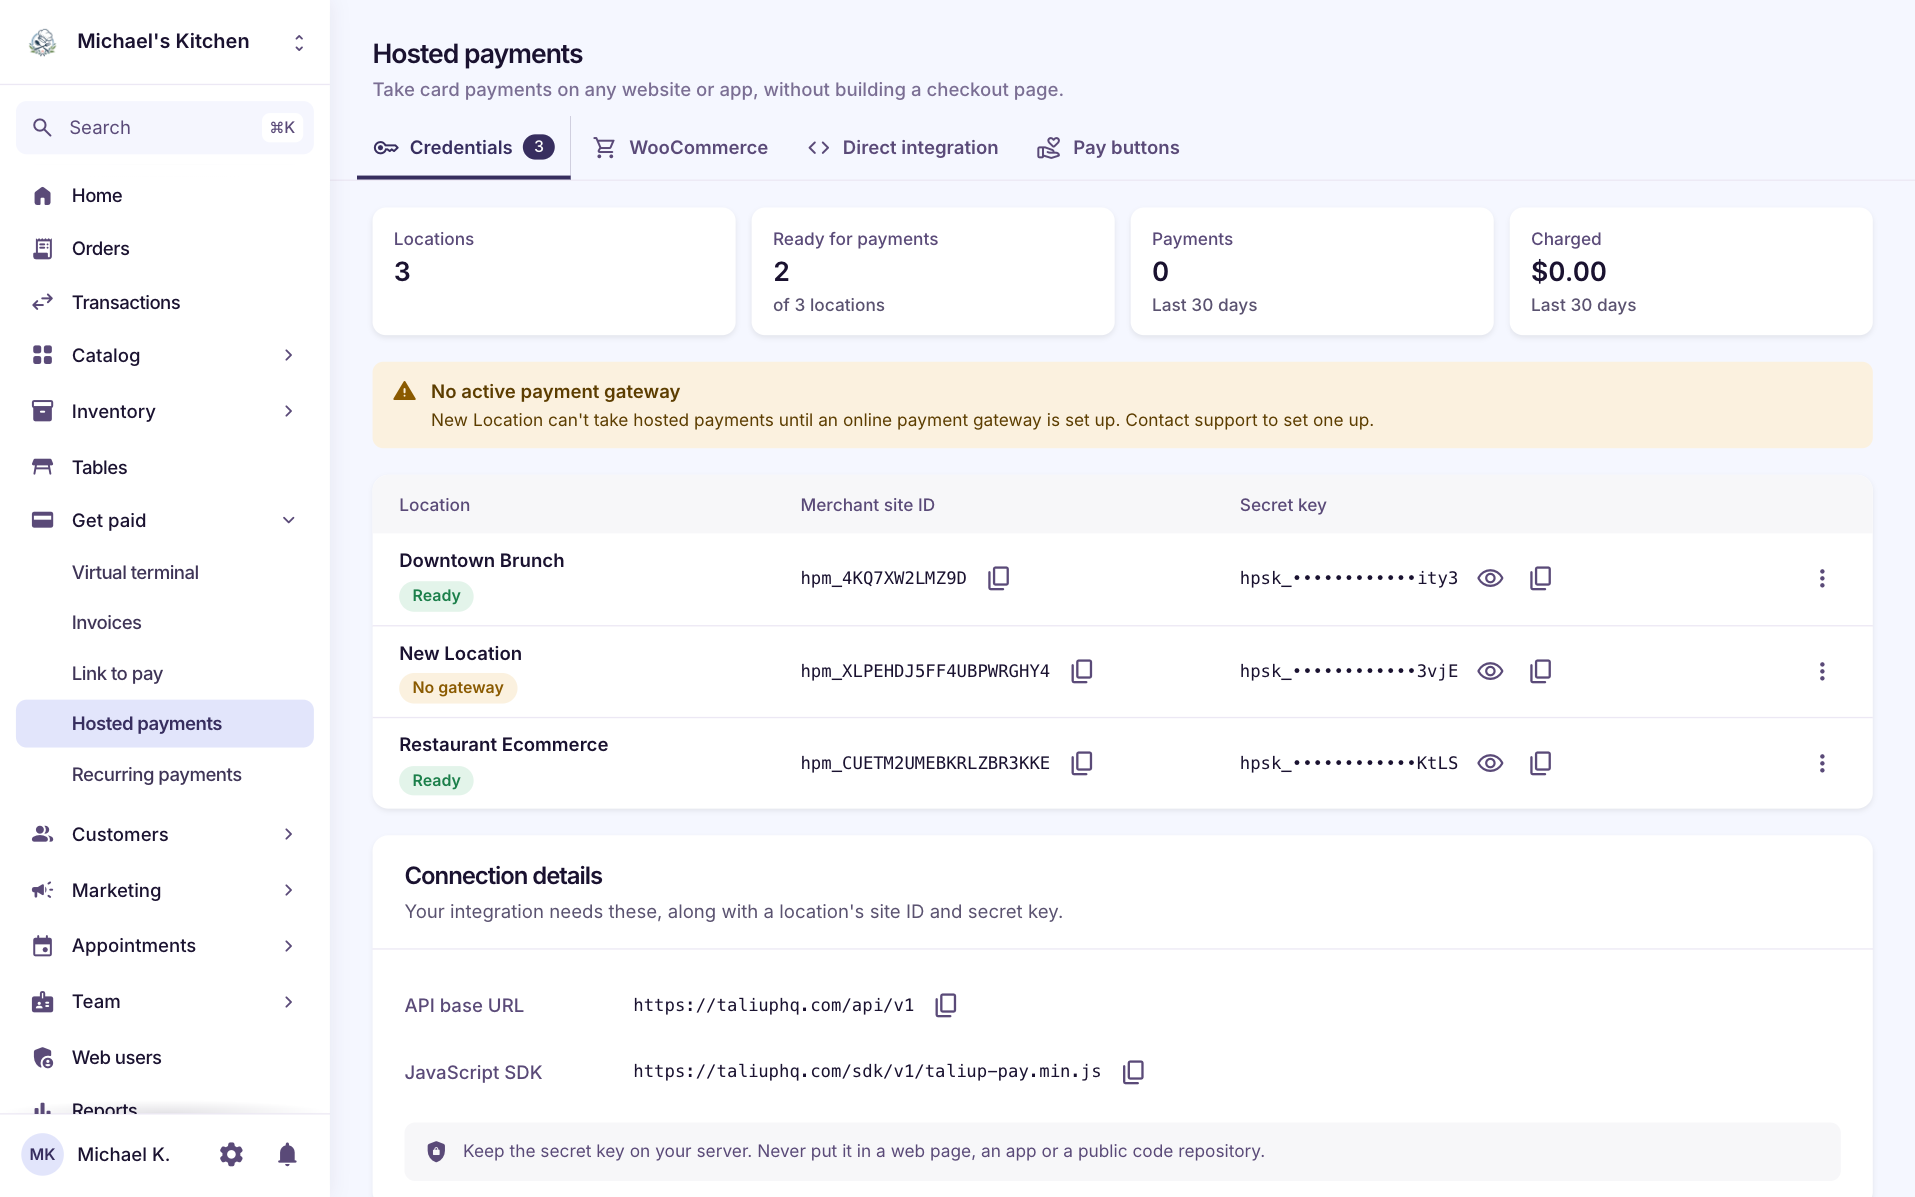 Michael's Kitchen
Search
⌘K
Home
Orders
Transactions
Catalog
Inventory
Tables
Get paid
Virtual terminal
Invoices
Link to pay
Hosted payments
Recurring payments
Customers
Marketing
Appointments
Team
Web users
Reports
MK
Michael K.
Hosted payments
Take card payments on any website or app, without building a checkout page.
Credentials 3
WooCommerce
Direct integration
Pay buttons
Locations
3
Ready for payments
2
of 3 locations
Payments
0
Last 30 days
Charged
$0.00
Last 30 days
No active payment gateway
New Location can't take hosted payments until an online payment gateway is set up. Contact support to set one up.
Location Merchant site ID Secret key
Downtown Brunch
Ready
hpm_4KQ7XW2LMZ9D
hpsk_••••••••••••ity3
New Location
No gateway
hpm_XLPEHDJ5FF4UBPWRGHY4
hpsk_••••••••••••3vjE
Restaurant Ecommerce
Ready
hpm_CUETM2UMEBKRLZBR3KKE
hpsk_••••••••••••KtLS
Connection details
Your integration needs these, along with a location's site ID and secret key.
API base URL
https://taliuphq.com/api/v1
JavaScript SDK
https://taliuphq.com/sdk/v1/taliup-pay.min.js
Keep the secret key on your server. Never put it in a web page, an app or a public code repository.